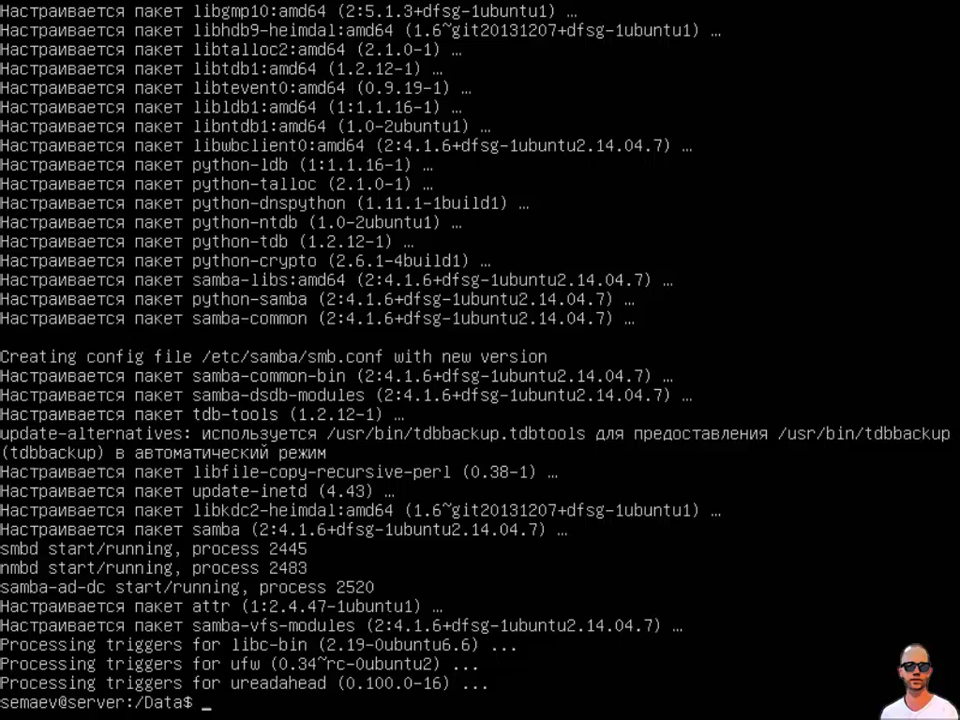 Настраивается пакет libgmp10:amd64 (2:5.1.3+dfsg-1ubuntu1) …
Настраивается пакет libhdb9-heimdal:amd64 (1.6~git20131207+dfsg-1ubuntu1) …
Настраивается пакет libtalloc2:amd64 (2.1.0-1) …
Настраивается пакет libtdb1:amd64 (1.2.12-1) …
Настраивается пакет libtevent0:amd64 (0.9.19-1) …
Настраивается пакет libldb1:amd64 (1:1.1.16-1) …
Настраивается пакет libntdb1:amd64 (1.0-2ubuntu1) …
Настраивается пакет libwbclient0:amd64 (2:4.1.6+dfsg-1ubuntu2.14.04.7) …
Настраивается пакет python-ldb (1:1.1.16-1) …
Настраивается пакет python-talloc (2.1.0-1) …
Настраивается пакет python-dnspython (1.11.1-1build1) …
Настраивается пакет python-ntdb (1.0-2ubuntu1) …
Настраивается пакет python-tdb (1.2.12-1) …
Настраивается пакет python-crypto (2.6.1-4build1) …
Настраивается пакет samba-libs:amd64 (2:4.1.6+dfsg-1ubuntu2.14.04.7) …
Настраивается пакет python-samba (2:4.1.6+dfsg-1ubuntu2.14.04.7) …
Настраивается пакет samba-common (2:4.1.6+dfsg-1ubuntu2.14.04.7) …
Creating config file /etc/samba/smb.conf with new version
Настраивается пакет samba-common-bin (2:4.1.6+dfsg-1ubuntu2.14.04.7) …
Настраивается пакет samba-dsdb-modules (2:4.1.6+dfsg-1ubuntu2.14.04.7) …
Настраивается пакет tdb-tools (1.2.12-1) …
update-alternatives: используется /usr/bin/tdbbackup.tdbtools для предоставления /usr/bin/tdbbackup
(tdbbackup) в автоматический режим
Настраивается пакет libfile-copy-recursive-perl (0.38-1) …
Настраивается пакет update-inetd (4.43) …
Настраивается пакет libkdc2-heimdal:amd64 (1.6~git20131207+dfsg-1ubuntu1) …
Настраивается пакет samba (2:4.1.6+dfsg-1ubuntu2.14.04.7) …
smbd start/running, process 2445
nmbd start/running, process 2483
samba-ad-dc start/running, process 2520
Настраивается пакет attr (1:2.4.47-1ubuntu1) …
Настраивается пакет samba-vfs-modules (2:4.1.6+dfsg-1ubuntu2.14.04.7) …
Processing triggers for libc-bin (2.19-0ubuntu6.6) ...
Processing triggers for ufw (0.34~rc-0ubuntu2) ...
Processing triggers for ureadahead (0.100.0-16) ...
semaev@server:/Data$ _